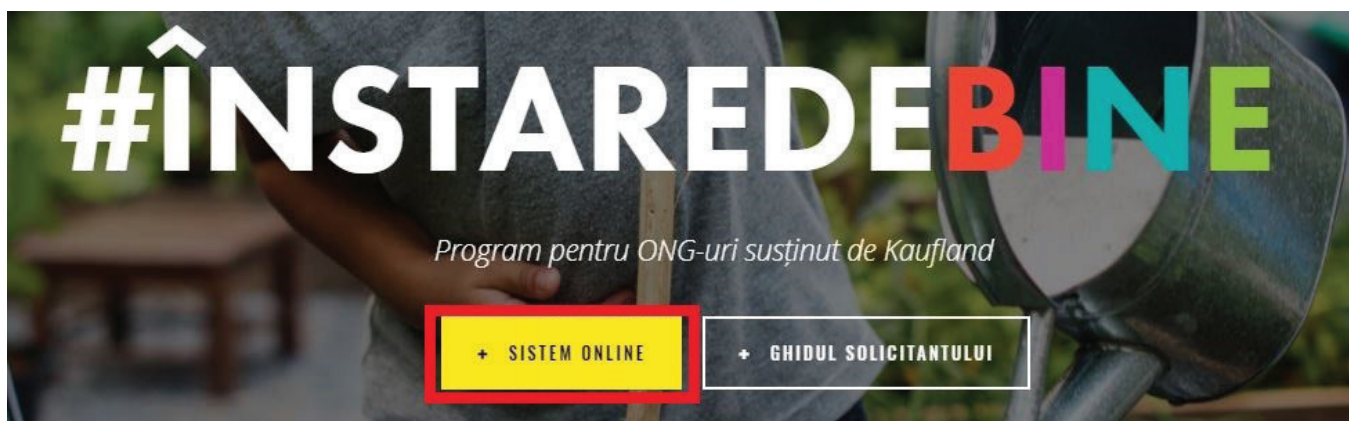 #ÎNSTAREDEBINE
Program pentru ONG-uri susținut de Kaufland
+ SISTEM ONLINE
+ GHIDUL SOLICITANTULUI